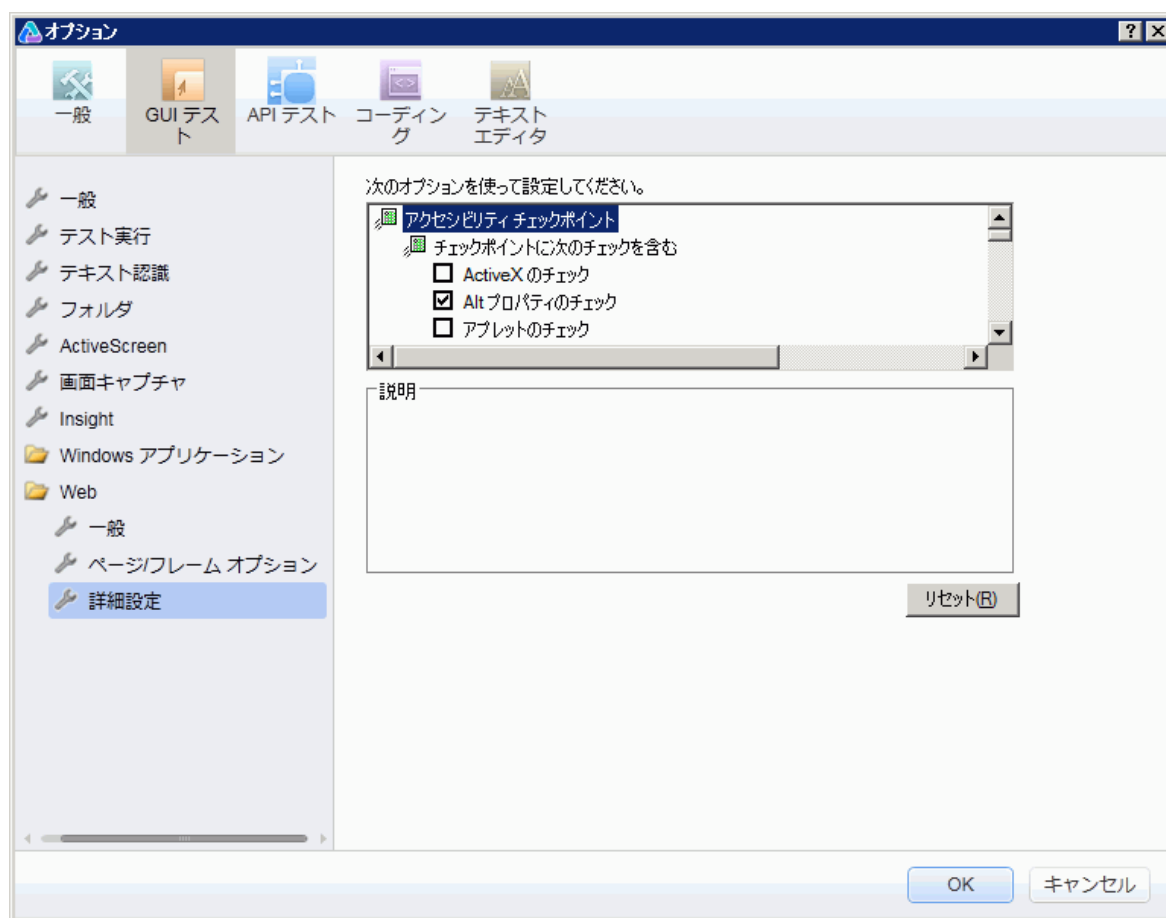 オプション
一般
GUI テス
ト
API テスト
コーディン
グ
テキスト
エディタ
一般
テスト実行
テキスト認識
フォルダ
ActiveScreen
画面キャプチャ
Insight
Windows アプリケーション
Web
一般
ページ/フレーム オプション
詳細設定
次のオプションを使って設定してください。
アクセシビリティ チェックポイント
チェックポイントに次のチェックを含む
ActiveX のチェック
Alt プロパティのチェック
アプレットのチェック
説明
リセット(R)
OK
キャンセル